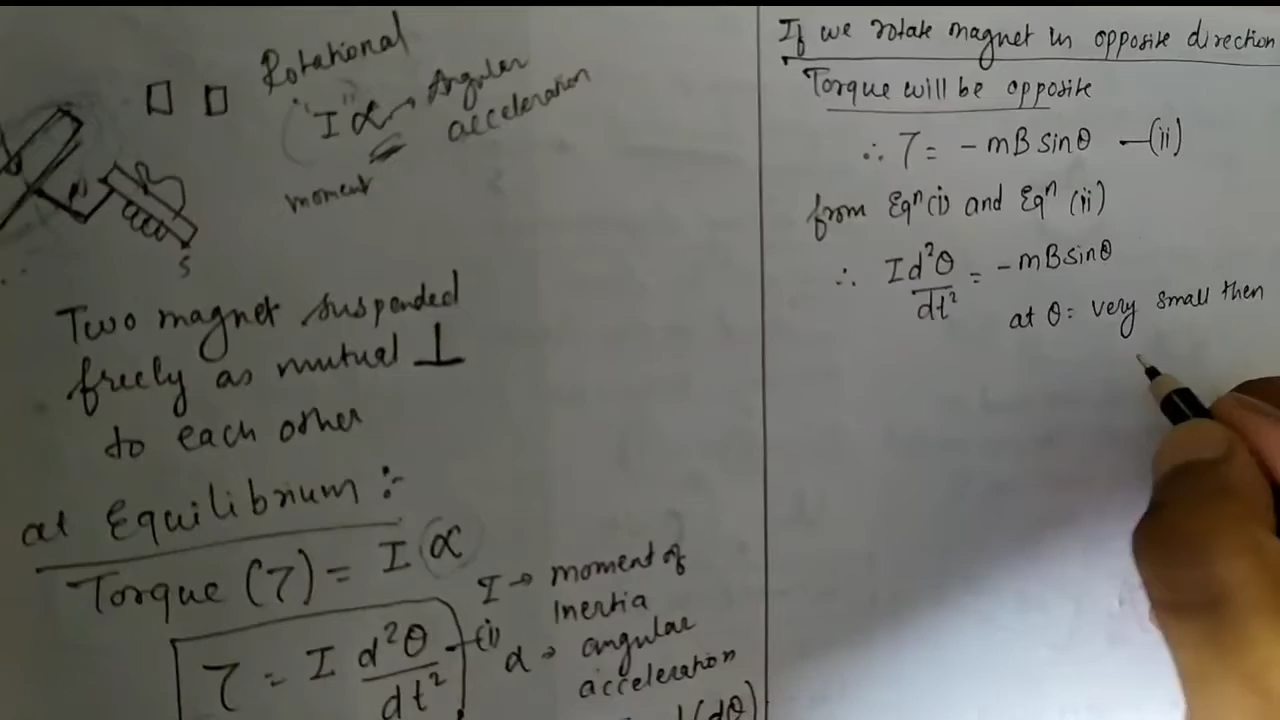 Rotational
"I" α → Angular acceleration
moment
S
Two magnet suspended
freely as mutual ⊥
to each other
at Equilibrium :-
Torque (τ) = I α
τ = I d²θ/dt² —(i)
I → moment of
Inertia
α → angular
acceleration
d(dθ)
If we rotate magnet in opposite direction
Torque will be opposite
∴ τ = - mB sinθ —(ii)
from Eqⁿ(i) and Eqⁿ (ii)
∴ I d²θ/dt² = - mB sinθ
at θ = very small then